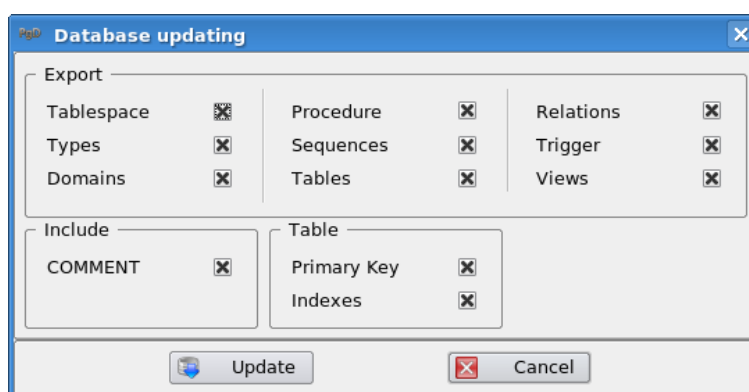 PgD Database updating
Export
Tablespace Procedure Relations
Types Sequences Trigger
Domains Tables Views
Include Table
COMMENT Primary Key
Indexes
Update Cancel